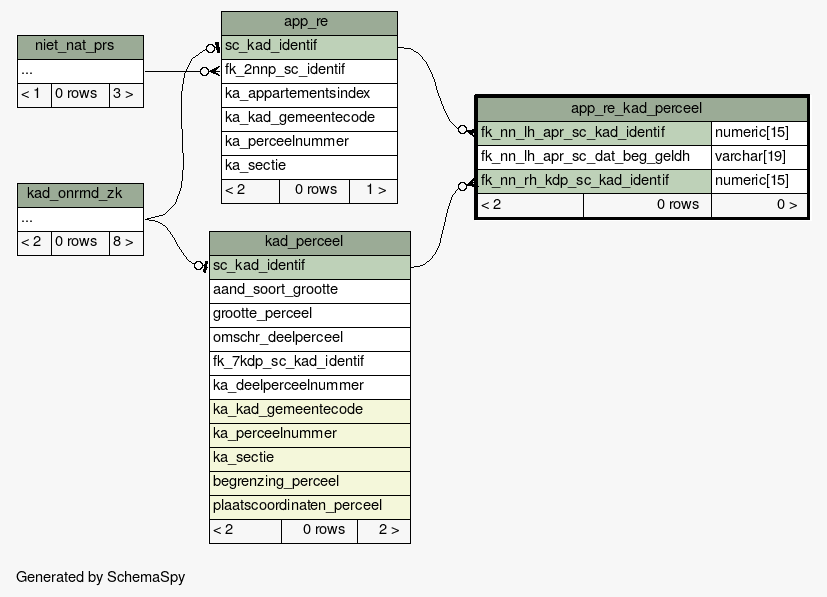 niet_nat_prs
...
< 1 0 rows 3 >
kad_onrmd_zk
...
< 2 0 rows 8 >
app_re
sc_kad_identif
fk_2nnp_sc_identif
ka_appartementsindex
ka_kad_gemeentecode
ka_perceelnummer
ka_sectie
< 2 0 rows 1 >
kad_perceel
sc_kad_identif
aand_soort_grootte
grootte_perceel
omschr_deelperceel
fk_7kdp_sc_kad_identif
ka_deelperceelnummer
ka_kad_gemeentecode
ka_perceelnummer
ka_sectie
begrenzing_perceel
plaatscoordinaten_perceel
< 2 0 rows 2 >
app_re_kad_perceel
fk_nn_lh_apr_sc_kad_identif numeric[15]
fk_nn_lh_apr_sc_dat_beg_geldh varchar[19]
fk_nn_rh_kdp_sc_kad_identif numeric[15]
< 2 0 rows 0 >
Generated by SchemaSpy